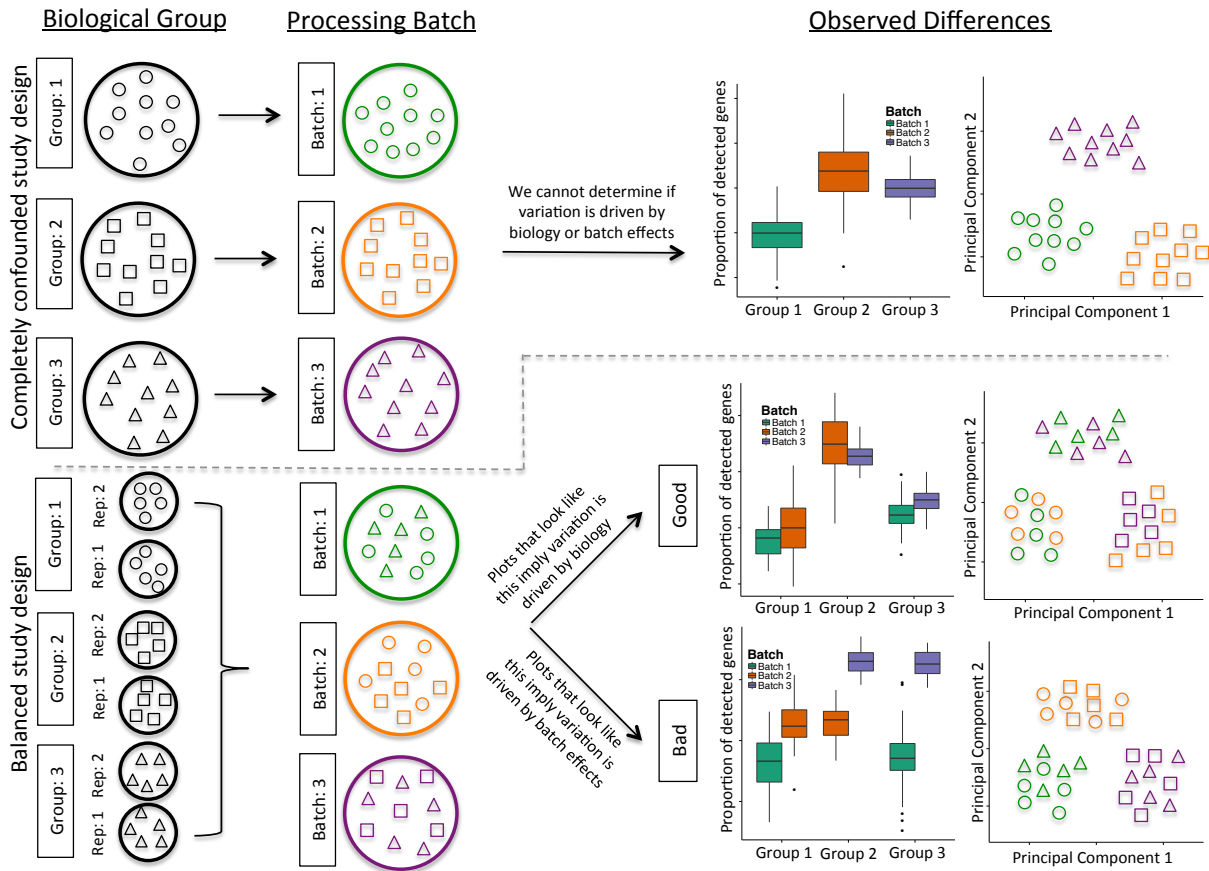 Biological Group
Processing Batch
Observed Differences
Completely confounded study design
Group: 1
Batch: 1
Group: 2
Batch: 2
Group: 3
Batch: 3
We cannot determine if
variation is driven by
biology or batch effects
Proportion of detected genes
Batch
Batch 1
Batch 2
Batch 3
Group 1
Group 2
Group 3
Principal Component 2
Principal Component 1
Balanced study design
Group: 1
Rep: 2
Rep: 1
Group: 2
Rep: 2
Rep:1
Group: 3
Rep: 2
Rep: 1
Batch: 1
Batch: 2
Batch: 3
Plots that look like
this imply variation is
driven by biology
Good
Proportion of detected genes
Batch
Batch 1
Batch 2
Batch 3
Group 1
Group 2
Group 3
Principal Component 2
Principal Component 1
Plots that look like
this imply variation is
driven by batch effects
Bad
Proportion of detected genes
Batch
Batch 1
Batch 2
Batch 3
Group 1
Group 2
Group 3
Principal Component 2
Principal Component 1